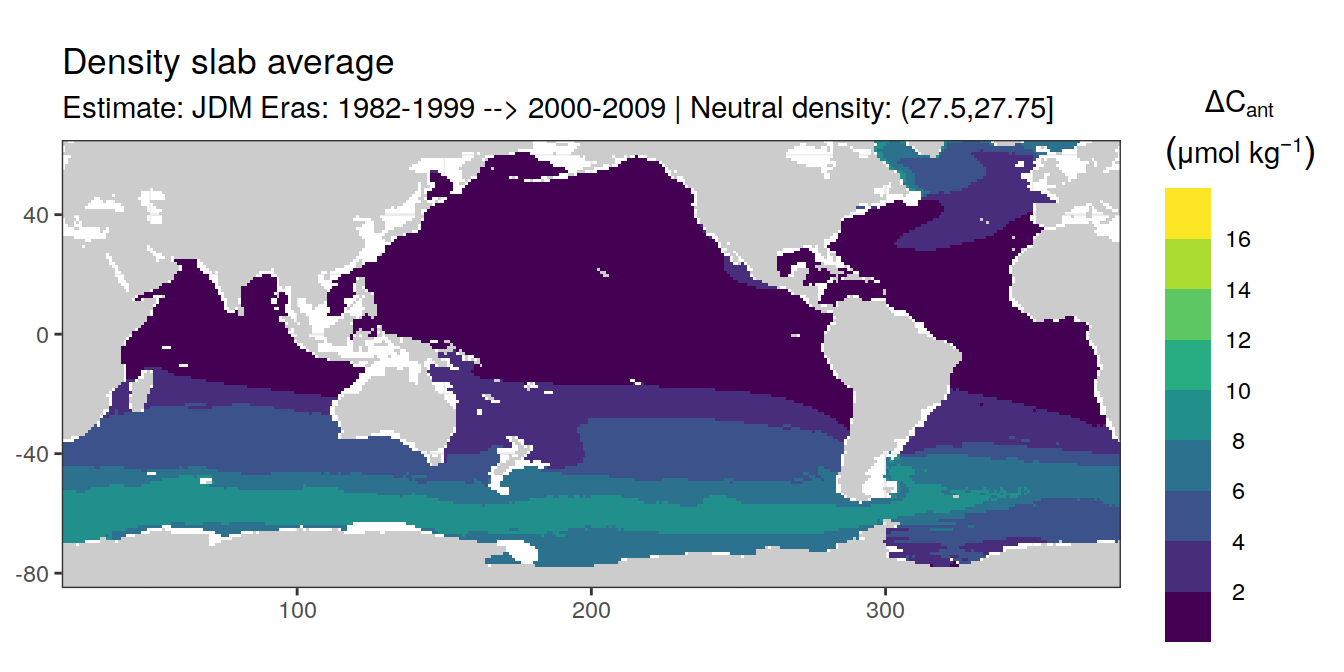 Density slab average
Estimate: JDM Eras: 1982-1999 --> 2000-2009 | Neutral density: (27.5,27.75]
ΔCant
(μmol kg⁻¹)
16
14
12
10
8
6
4
2
40
0
-40
-80
100 200 300